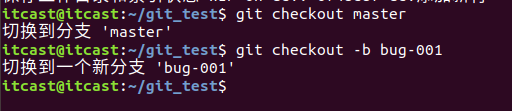 itcast@itcast:~/git_test$ git checkout master
切换到分支 'master'
itcast@itcast:~/git_test$ git checkout -b bug-001
切换到一个新分支 'bug-001'
itcast@itcast:~/git_test$